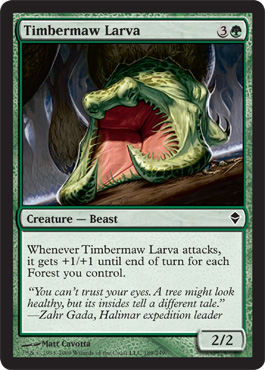 Timbermaw Larva 3
Creature — Beast
Whenever Timbermaw Larva attacks,
it gets +1/+1 until end of turn for each
Forest you control.
“You can’t trust your eyes. A tree might look
healthy, but its insides tell a different tale.”
—Zahr Gada, Halimar expedition leader
Matt Cavotta
2/2